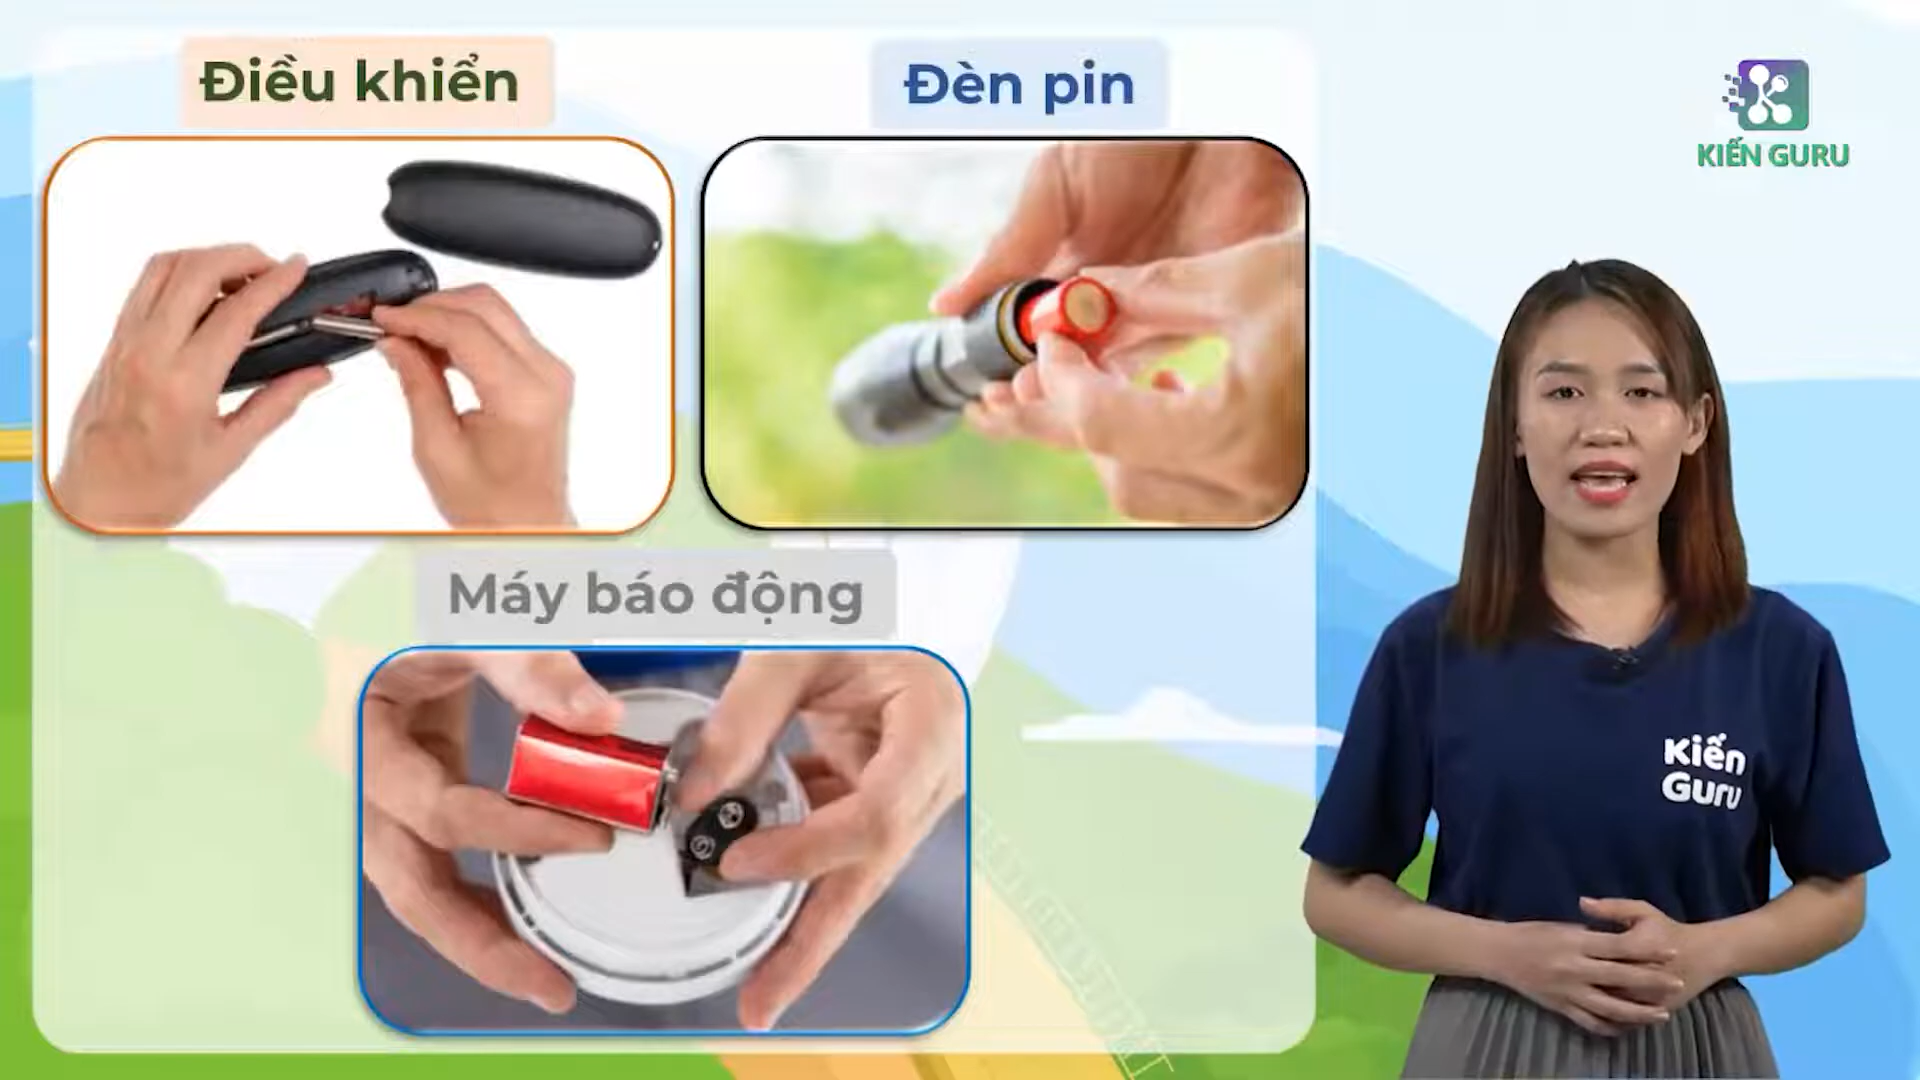 Điều khiển
Đèn pin
KIẾN GURU
Máy báo động
Kiến
Guru